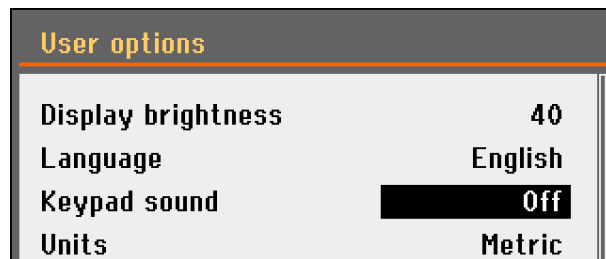 User options
Display brightness 40
Language English
Keypad sound Off
Units Metric